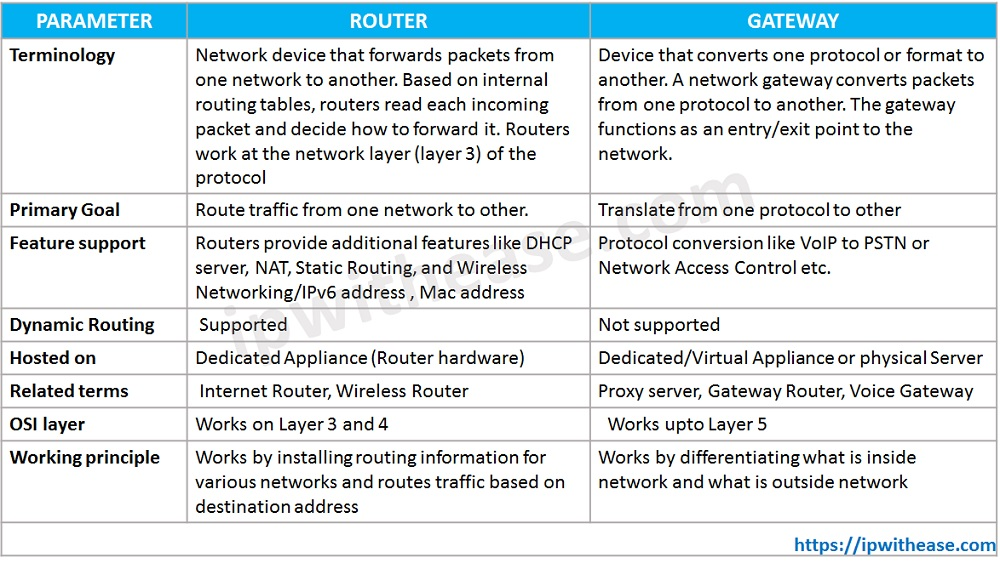 PARAMETER
ROUTER
GATEWAY
Terminology
Network device that forwards packets from
one network to another. Based on internal
routing tables, routers read each incoming
packet and decide how to forward it. Routers
work at the network layer (layer 3) of the
protocol
Device that converts one protocol or format to
another. A network gateway converts packets
from one protocol to another. The gateway
functions as an entry/exit point to the
network.
Primary Goal
Route traffic from one network to other.
Translate from one protocol to other
Feature support
Routers provide additional features like DHCP
server, NAT, Static Routing, and Wireless
Networking/IPv6 address , Mac address
Protocol conversion like VoIP to PSTN or
Network Access Control etc.
Dynamic Routing
Supported
Not supported
Hosted on
Dedicated Appliance (Router hardware)
Dedicated/Virtual Appliance or physical Server
Related terms
Internet Router, Wireless Router
Proxy server, Gateway Router, Voice Gateway
OSI layer
Works on Layer 3 and 4
Works upto Layer 5
Working principle
Works by installing routing information for
various networks and routes traffic based on
destination address
Works by differentiating what is inside
network and what is outside network
https://ipwithease.com
ipwithease.com